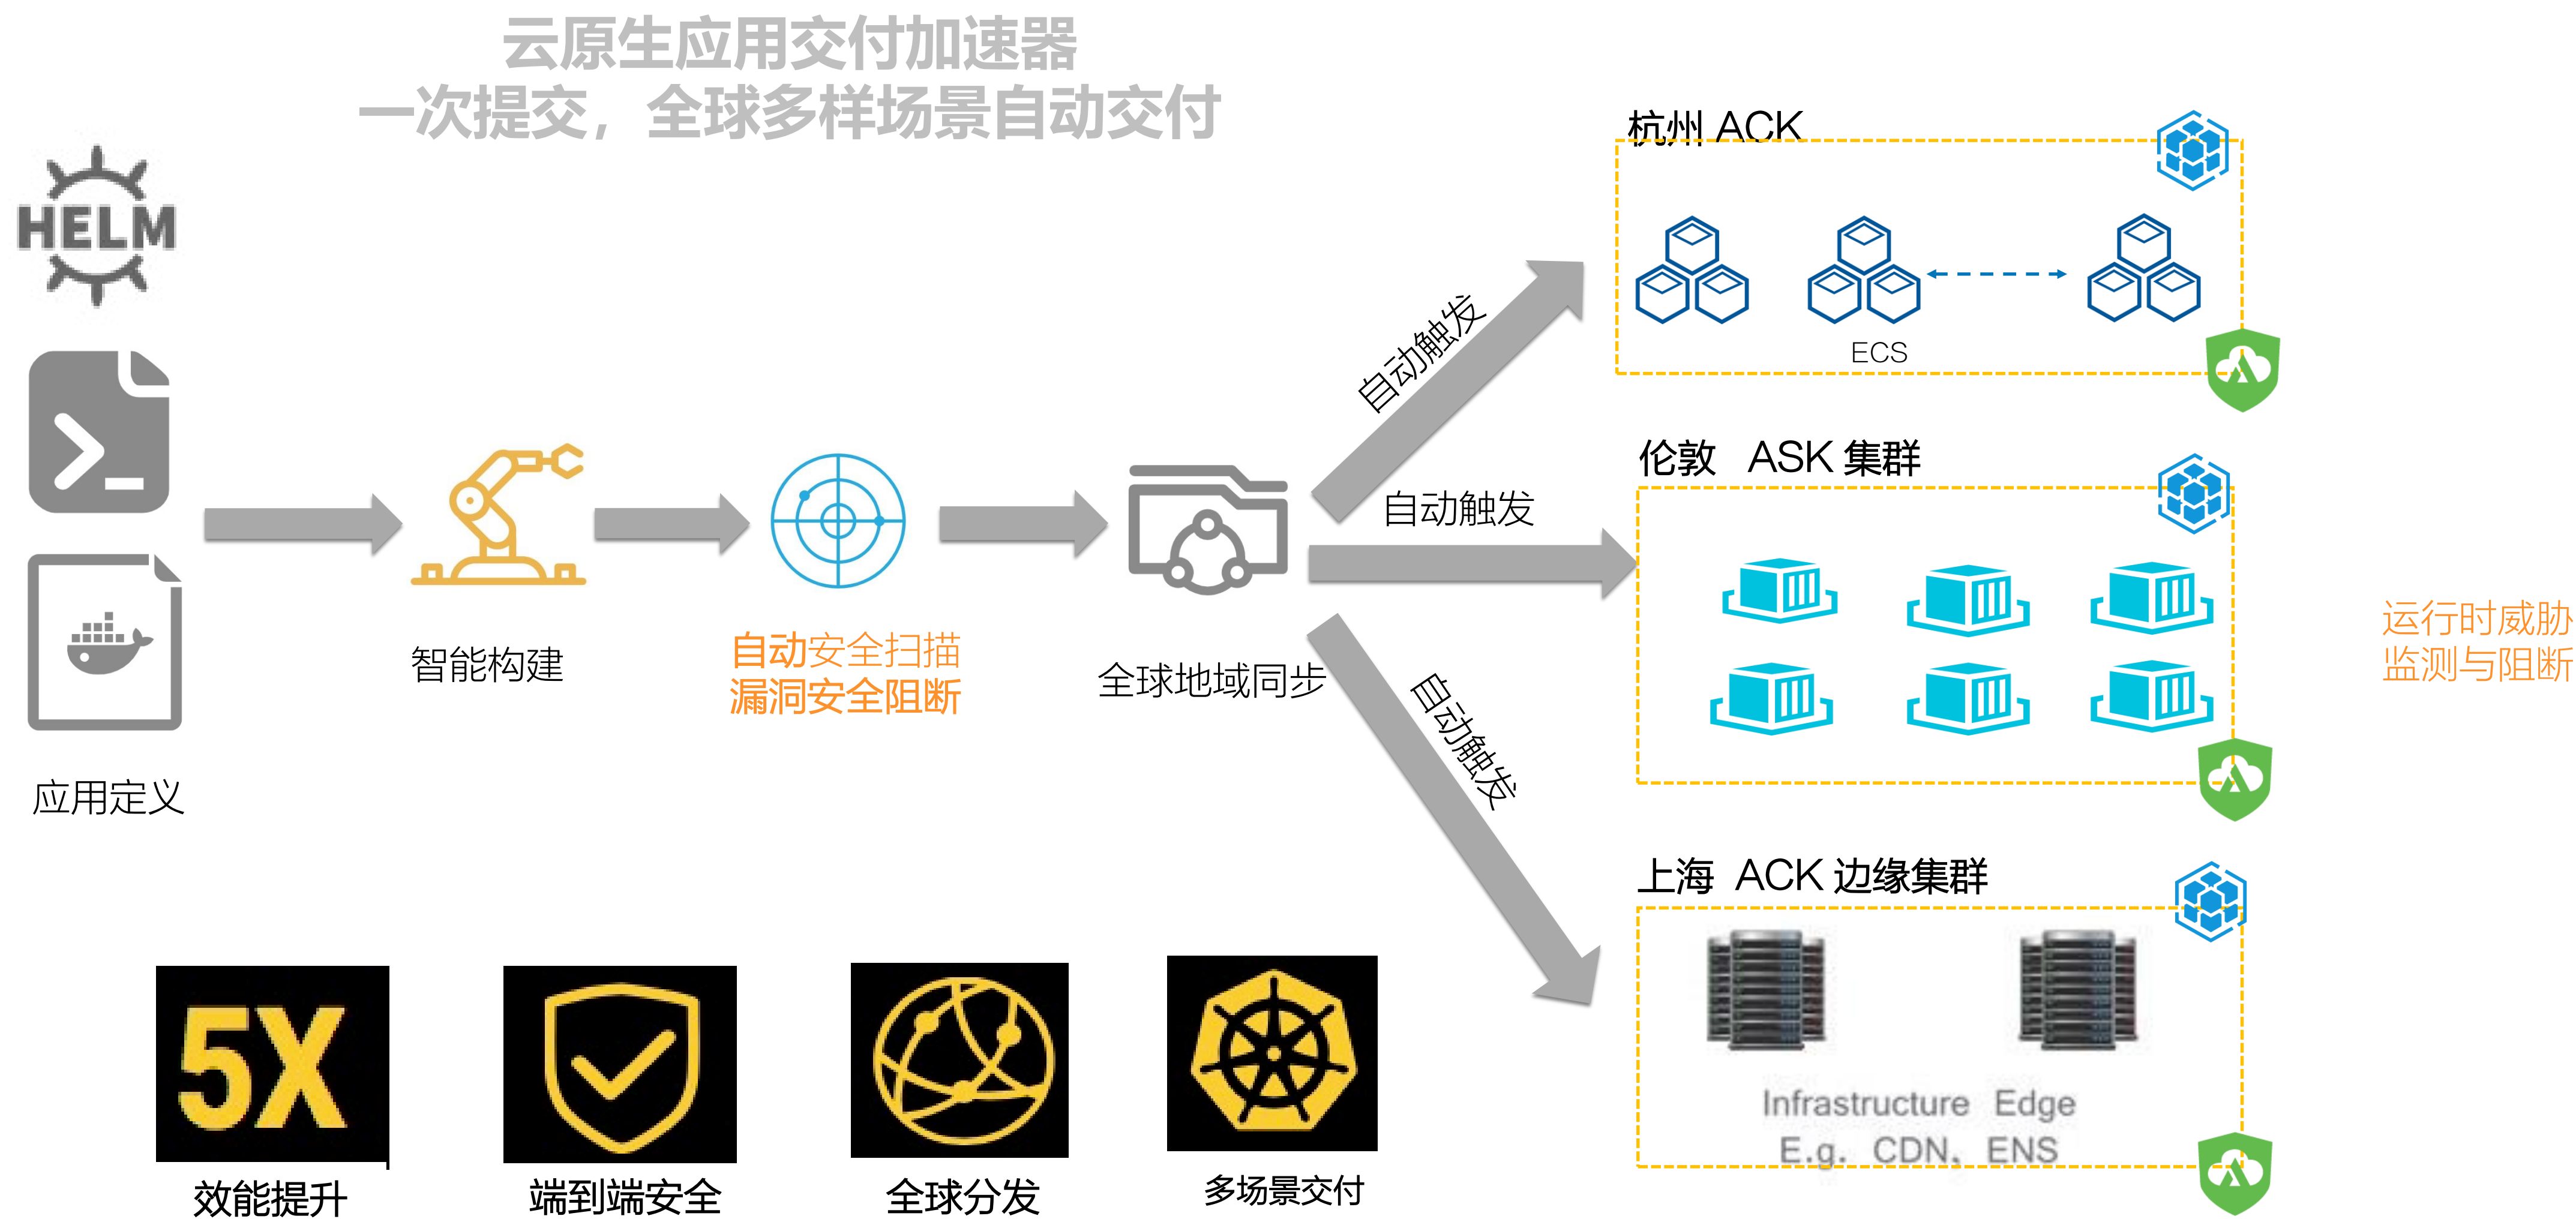 云原生应用交付加速器
一次提交，全球多样场景自动交付
HELM
应用定义
智能构建
自动安全扫描
漏洞安全阻断
全球地域同步
自动触发
自动触发
自动触发
杭州 ACK
ECS
伦敦 ASK 集群
运行时威胁
监测与阻断
上海 ACK 边缘集群
Infrastructure Edge
E.g. CDN、ENS
5X
效能提升
端到端安全
全球分发
多场景交付